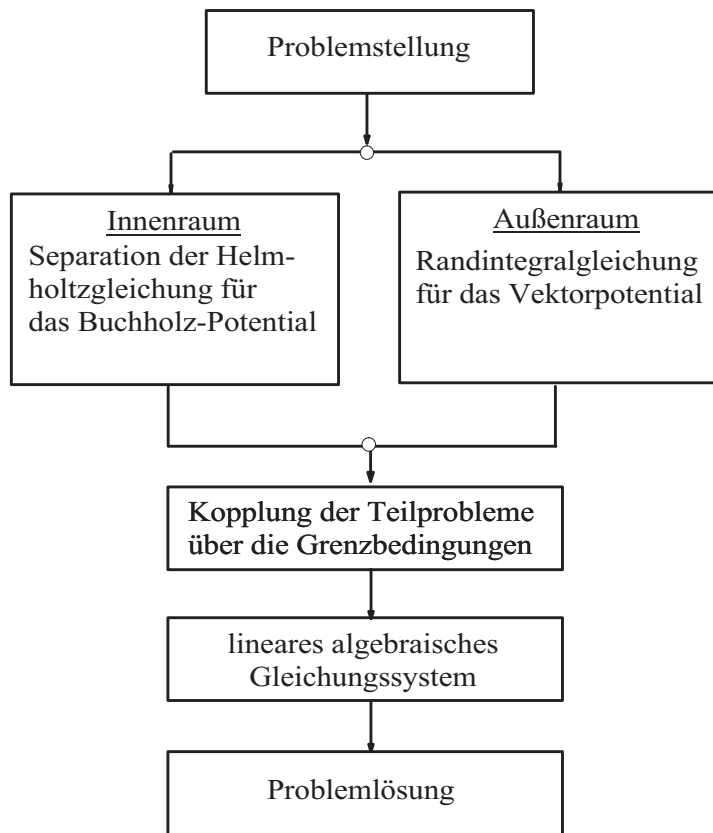 Problemstellung
Innenraum
Separation der Helm-
holtzgleichung für
das Buchholz-Potential
Außenraum
Randintegralgleichung
für das Vektorpotential
Kopplung der Teilprobleme
über die Grenzbedingungen
lineares algebraisches
Gleichungssystem
Problemlösung